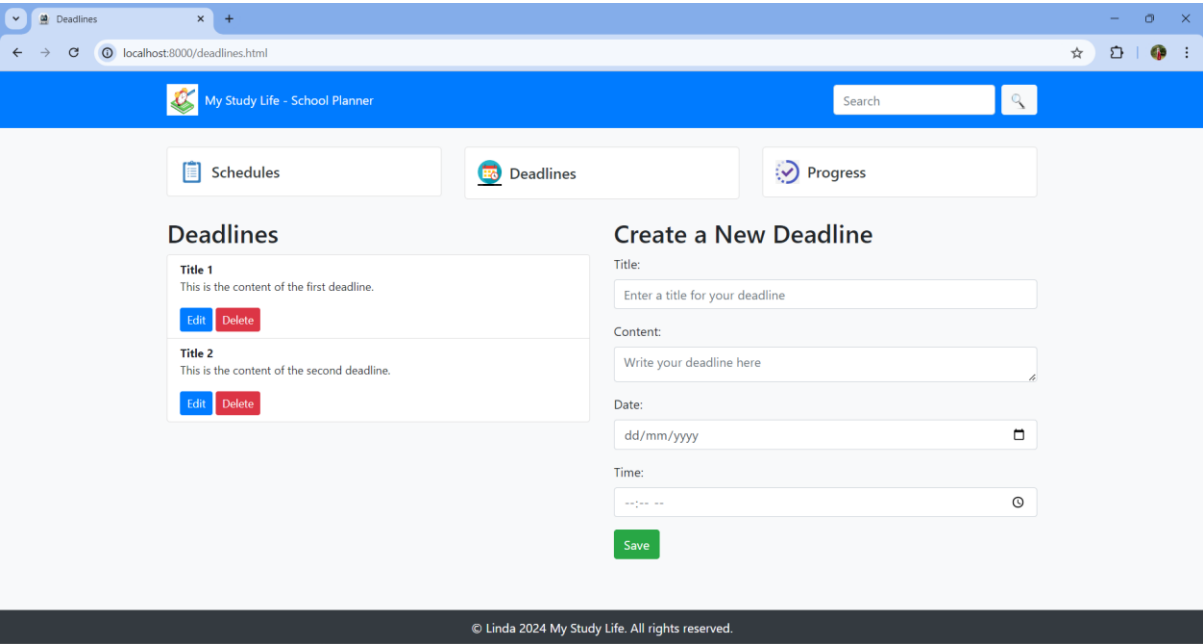 Deadlines
localhost:8000/deadlines.html
My Study Life - School Planner
Search
Schedules
Deadlines
Progress
Deadlines
Title 1
This is the content of the first deadline.
Edit Delete
Title 2
This is the content of the second deadline.
Edit Delete
Create a New Deadline
Title:
Enter a title for your deadline
Content:
Write your deadline here
Date:
dd/mm/yyyy
Time:
--:-- --
Save
© Linda 2024 My Study Life. All rights reserved.